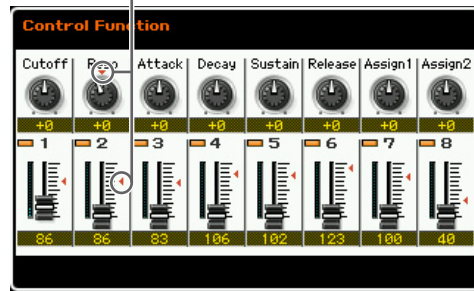 Control Function
Cutoff Reso Attack Decay Sustain Release Assign1 Assign2
+0 +0 +0 +0 +0 +0 +0 +0
1 2 3 4 5 6 7 8
86 86 83 106 102 123 100 40